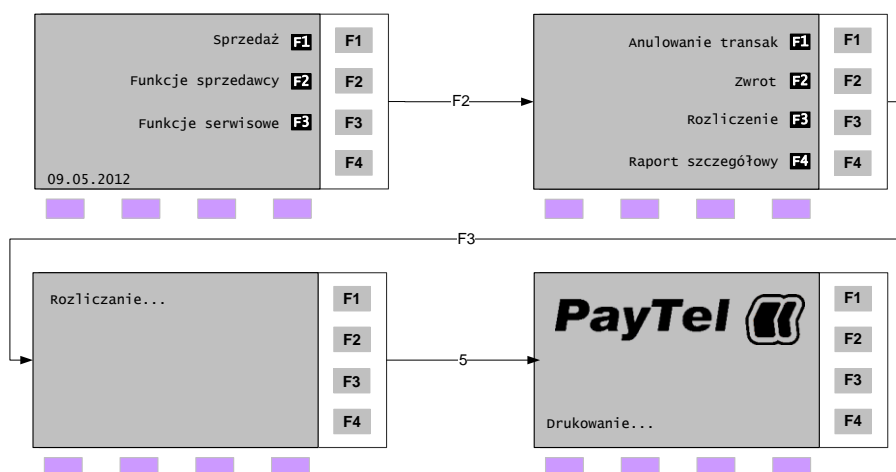 Sprzedaż F1 F1
Funkcje sprzedawcy F2 F2
Funkcje serwisowe F3 F3
F4
09.05.2012
F2
Anulowanie transak F1 F1
Zwrot F2 F2
Rozliczenie F3 F3
Raport szczegółowy F4 F4
F3
Rozliczanie... F1
F2
F3
F4
5
PayTel F1
F2
F3
Drukowanie... F4